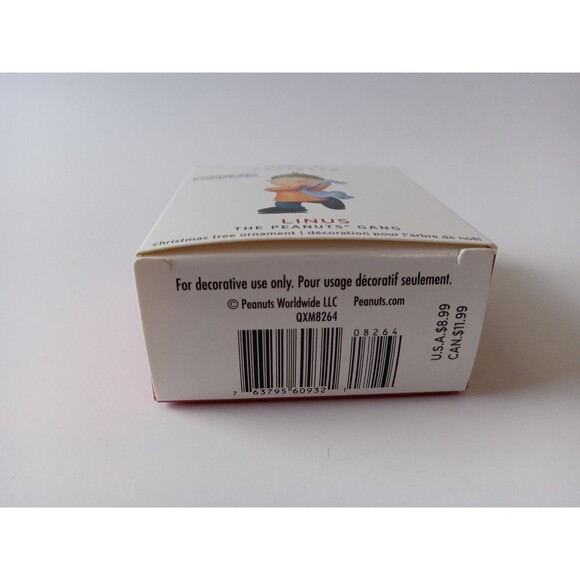 LINUS
THE PEANUTS® GANG
christmas tree ornament | décoration pour l'arbre de noël
For decorative use only. Pour usage décoratif seulement.
© Peanuts Worldwide LLC Peanuts.com
QXM8264
08264
7 63795 60932 1
U.S.A.$8.99
CAN.$11.99